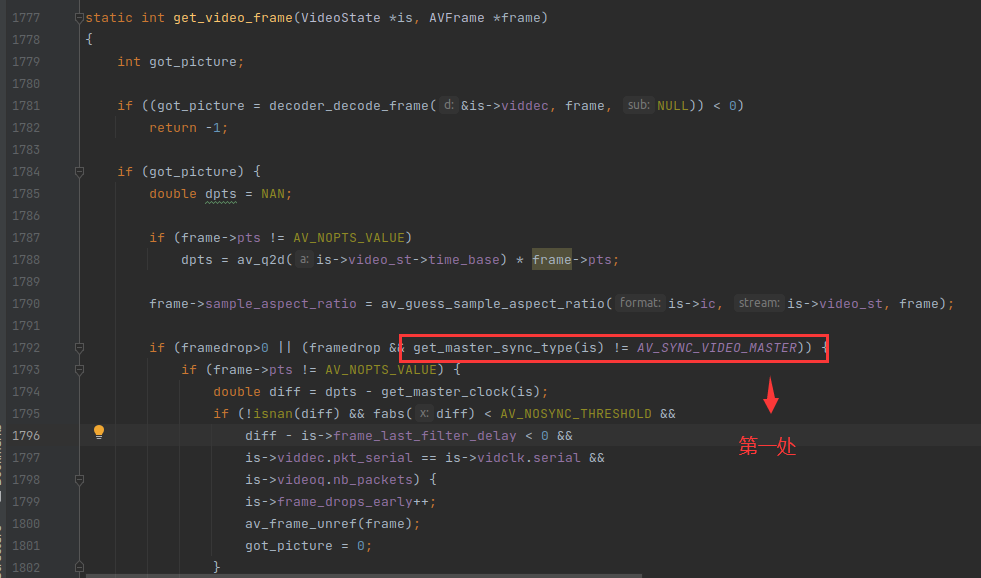 1777 static int get_video_frame(VideoState *is, AVFrame *frame)
1778 {
1779 int got_picture;
1780
1781 if ((got_picture = decoder_decode_frame( d: &is->viddec, frame, sub: NULL)) < 0)
1782 return -1;
1783
1784 if (got_picture) {
1785 double dpts = NAN;
1786
1787 if (frame->pts != AV_NOPTS_VALUE)
1788 dpts = av_q2d( a: is->video_st->time_base) * frame->pts;
1789
1790 frame->sample_aspect_ratio = av_guess_sample_aspect_ratio( format: is->ic, stream: is->video_st, frame);
1791
1792 if (framedrop>0 || (framedrop && get_master_sync_type(is) != AV_SYNC_VIDEO_MASTER)) {
1793 if (frame->pts != AV_NOPTS_VALUE) {
1794 double diff = dpts - get_master_clock(is);
1795 if (!isnan(diff) && fabs( x: diff) < AV_NOSYNC_THRESHOLD &&
1796 diff - is->frame_last_filter_delay < 0 &&
第一处
1797 is->viddec.pkt_serial == is->vidclk.serial &&
1798 is->videoq.nb_packets) {
1799 is->frame_drops_early++;
1800 av_frame_unref(frame);
1801 got_picture = 0;
1802 }